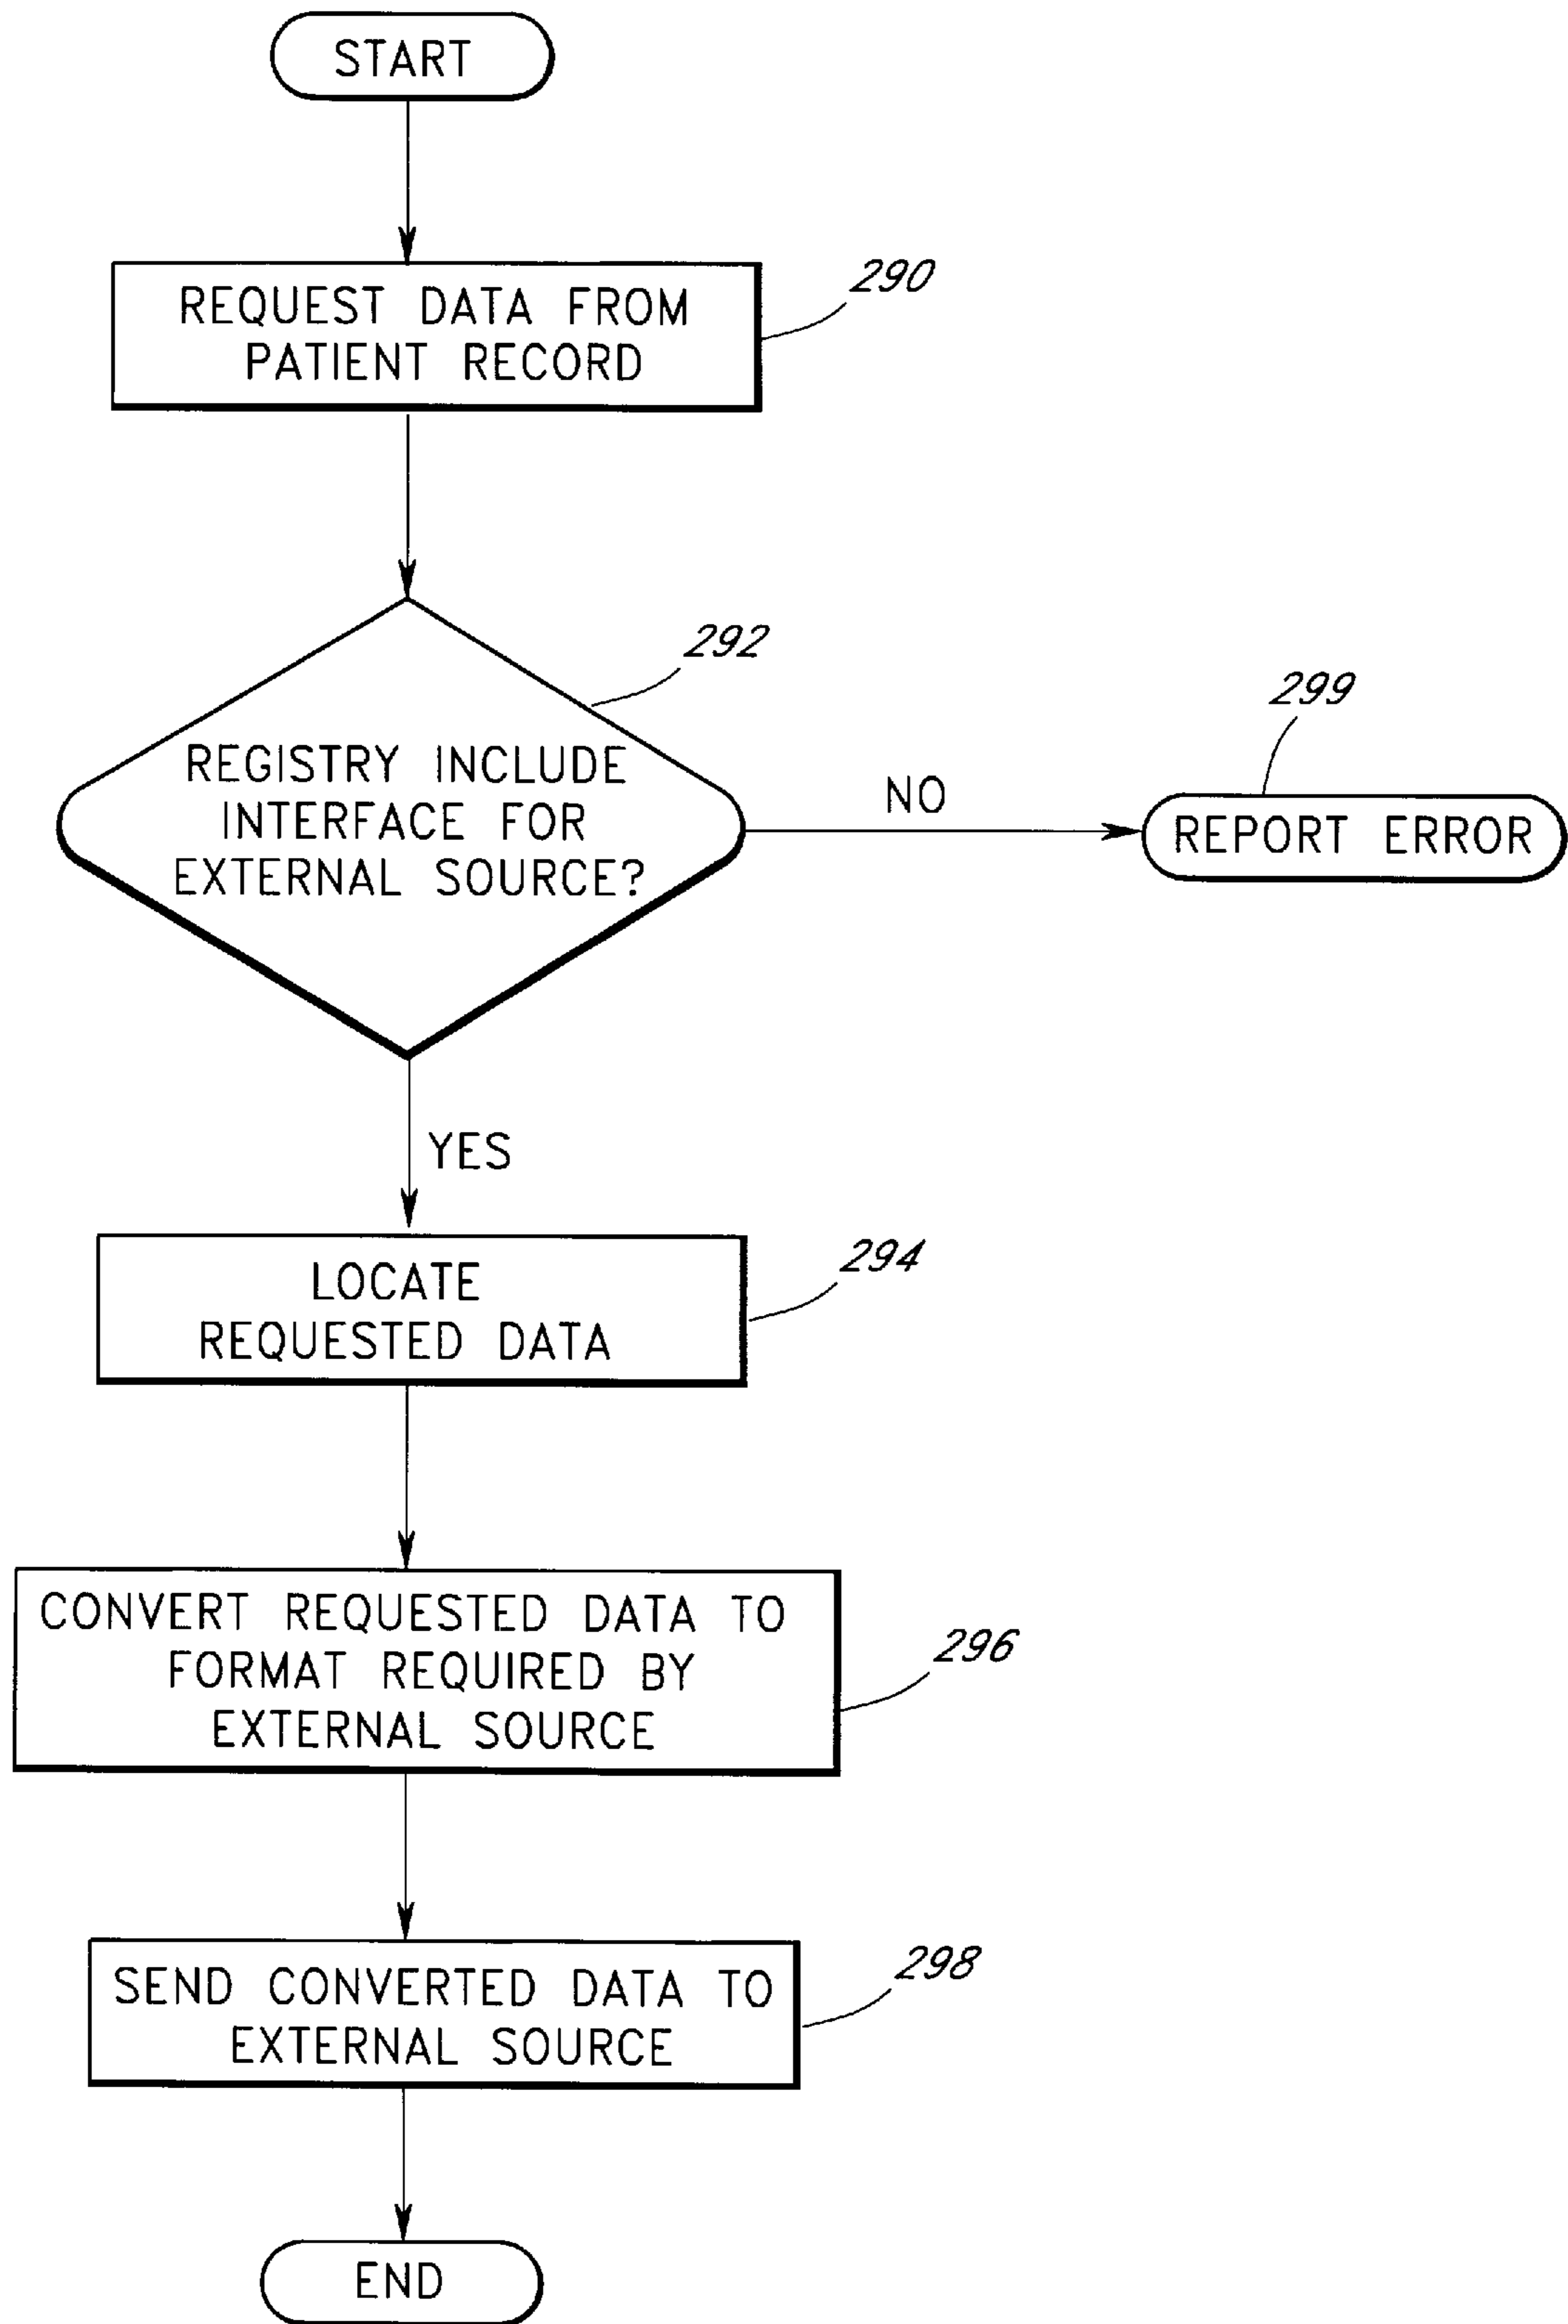 START
290
REQUEST DATA FROM
PATIENT RECORD
292
REGISTRY INCLUDE
INTERFACE FOR
EXTERNAL SOURCE?
NO
299
REPORT ERROR
YES
294
LOCATE
REQUESTED DATA
296
CONVERT REQUESTED DATA TO
FORMAT REQUIRED BY
EXTERNAL SOURCE
298
SEND CONVERTED DATA TO
EXTERNAL SOURCE
END